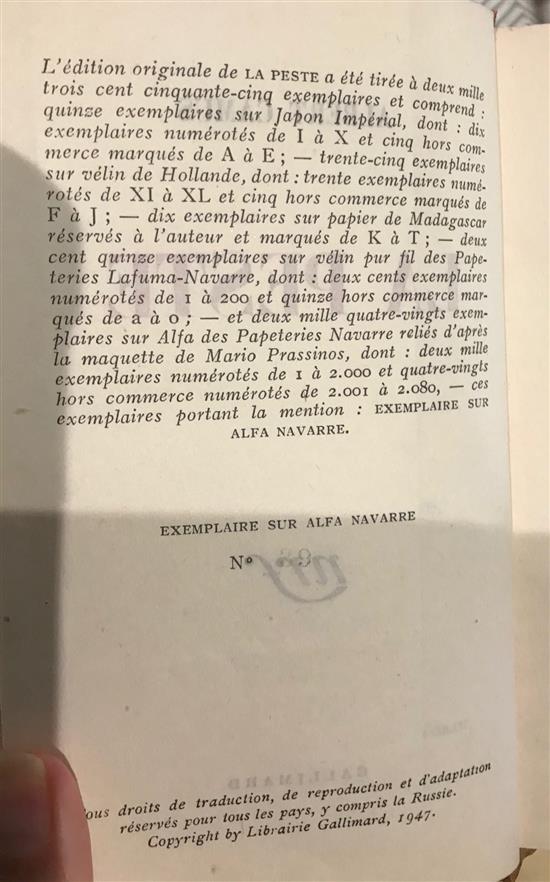 L'édition originale de LA PESTE a été tirée à deux mille
trois cent cinquante-cinq exemplaires et comprend :
quinze exemplaires sur Japon Impérial, dont : dix
exemplaires numérotés de I à X et cinq hors com-
merce marqués de A à E ; — trente-cinq exemplaires
sur vélin de Hollande, dont : trente exemplaires numé-
rotés de XI à XL et cinq hors commerce marqués de
F à J ; — dix exemplaires sur papier de Madagascar
réservés à l'auteur et marqués de K à T ; — deux
cent quinze exemplaires sur vélin pur fil des Pape-
teries Lafuma-Navarre, dont : deux cents exemplaires
numérotés de 1 à 200 et quinze hors commerce mar-
qués de a à o ; — et deux mille quatre-vingts exem-
plaires sur Alfa des Papeteries Navarre reliés d'après
la maquette de Mario Prassinos, dont : deux mille
exemplaires numérotés de 1 à 2.000 et quatre-vingts
hors commerce numérotés de 2.001 à 2.080, — ces
exemplaires portant la mention : EXEMPLAIRE SUR
ALFA NAVARRE.
EXEMPLAIRE SUR ALFA NAVARRE
N°
nrf
GALLIMARD
ous droits de traduction, de reproduction et d'adaptation
réservés pour tous les pays, y compris la Russie.
Copyright by Librairie Gallimard, 1947.